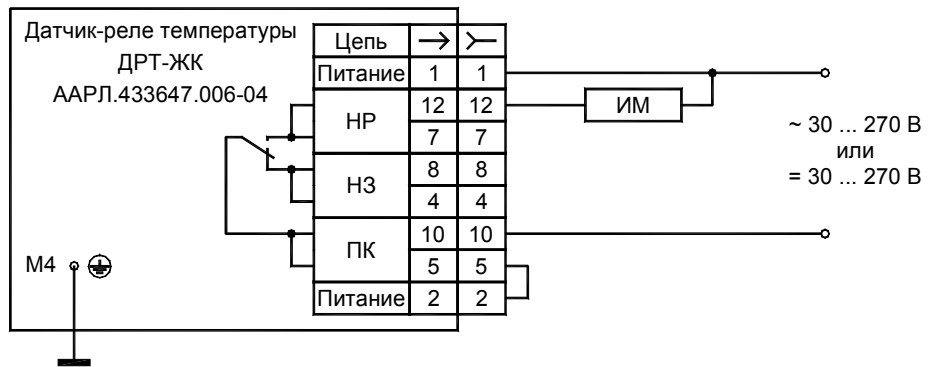 Датчик-реле температуры
ДРТ-ЖК
ААРЛ.433647.006-04
Цепь
Питание 1 1
НР 12 12
7 7
НЗ 8 8
4 4
ПК 10 10
5 5
Питание 2 2
ИМ
~ 30 ... 270 В
или
= 30 ... 270 В
М4